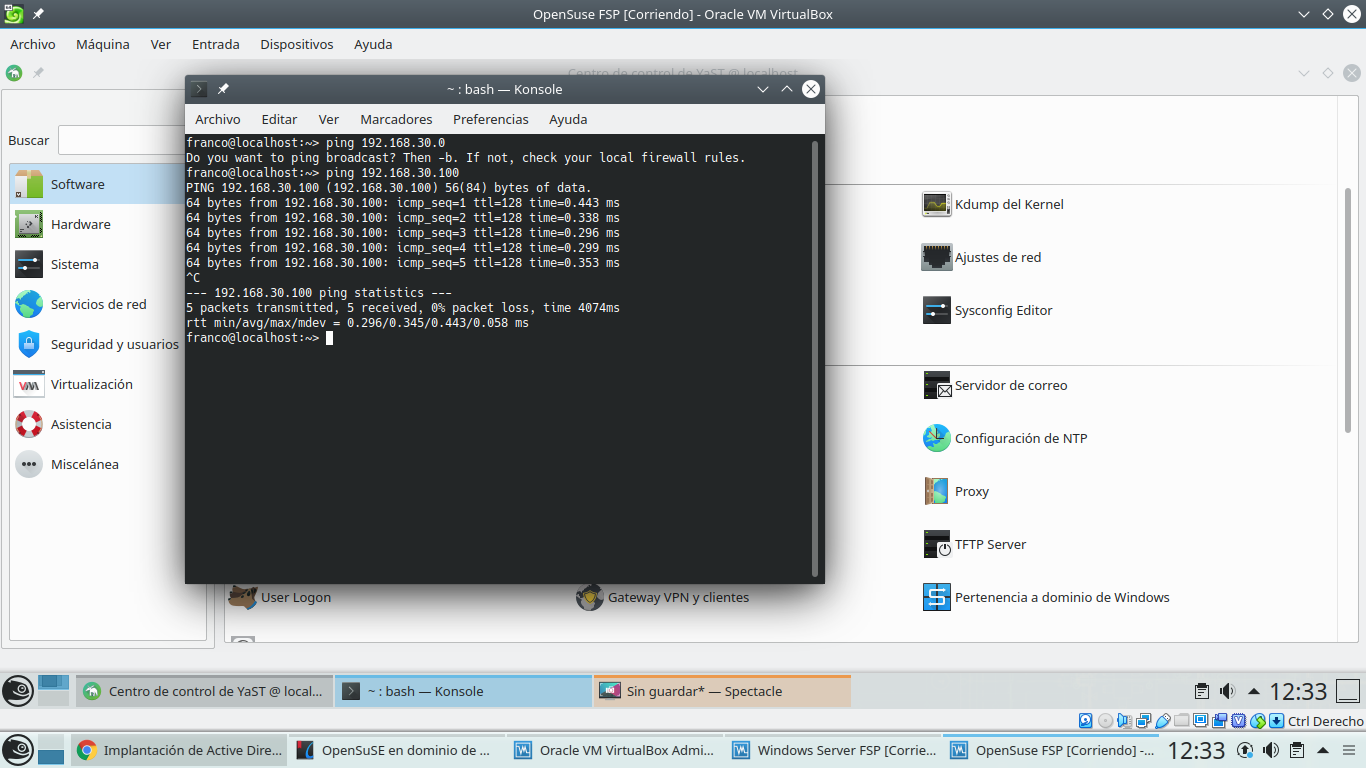 OpenSuse FSP [Corriendo] - Oracle VM VirtualBox
Archivo Máquina Ver Entrada Dispositivos Ayuda
Centro de control de YaST @ localhost
~ : bash — Konsole
Archivo Editar Ver Marcadores Preferencias Ayuda
franco@localhost:~> ping 192.168.30.0
Do you want to ping broadcast? Then -b. If not, check your local firewall rules.
franco@localhost:~> ping 192.168.30.100
PING 192.168.30.100 (192.168.30.100) 56(84) bytes of data.
64 bytes from 192.168.30.100: icmp_seq=1 ttl=128 time=0.443 ms
64 bytes from 192.168.30.100: icmp_seq=2 ttl=128 time=0.338 ms
64 bytes from 192.168.30.100: icmp_seq=3 ttl=128 time=0.296 ms
64 bytes from 192.168.30.100: icmp_seq=4 ttl=128 time=0.299 ms
64 bytes from 192.168.30.100: icmp_seq=5 ttl=128 time=0.353 ms
^C
--- 192.168.30.100 ping statistics ---
5 packets transmitted, 5 received, 0% packet loss, time 4074ms
rtt min/avg/max/mdev = 0.296/0.345/0.443/0.058 ms
franco@localhost:~>
Buscar
Software
Hardware
Sistema
Servicios de red
Seguridad y usuarios
Virtualización
Asistencia
Miscelánea
Kdump del Kernel
Ajustes de red
Sysconfig Editor
Servidor de correo
Configuración de NTP
Proxy
TFTP Server
User Logon
Gateway VPN y clientes
Pertenencia a dominio de Windows
Centro de control de YaST @ local...
~ : bash — Konsole
Sin guardar* — Spectacle
12:33
Ctrl Derecho
Implantación de Active Dire...
OpenSuSE en dominio de ...
Oracle VM VirtualBox Admi...
Windows Server FSP [Corrie...
OpenSuse FSP [Corriendo] -...
12:33